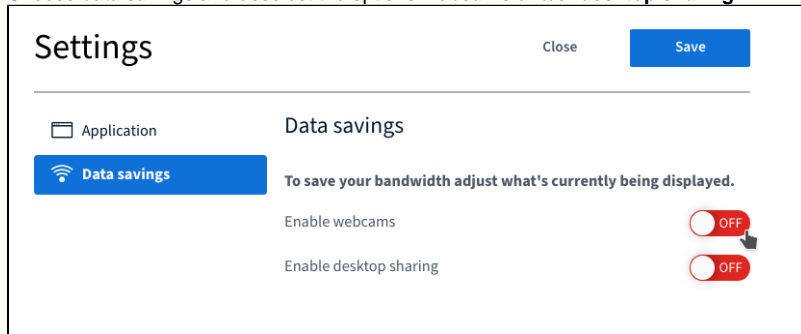 Settings
Close
Save
Application
Data savings
Data savings
To save your bandwidth adjust what's currently being displayed.
Enable webcams
OFF
Enable desktop sharing
OFF